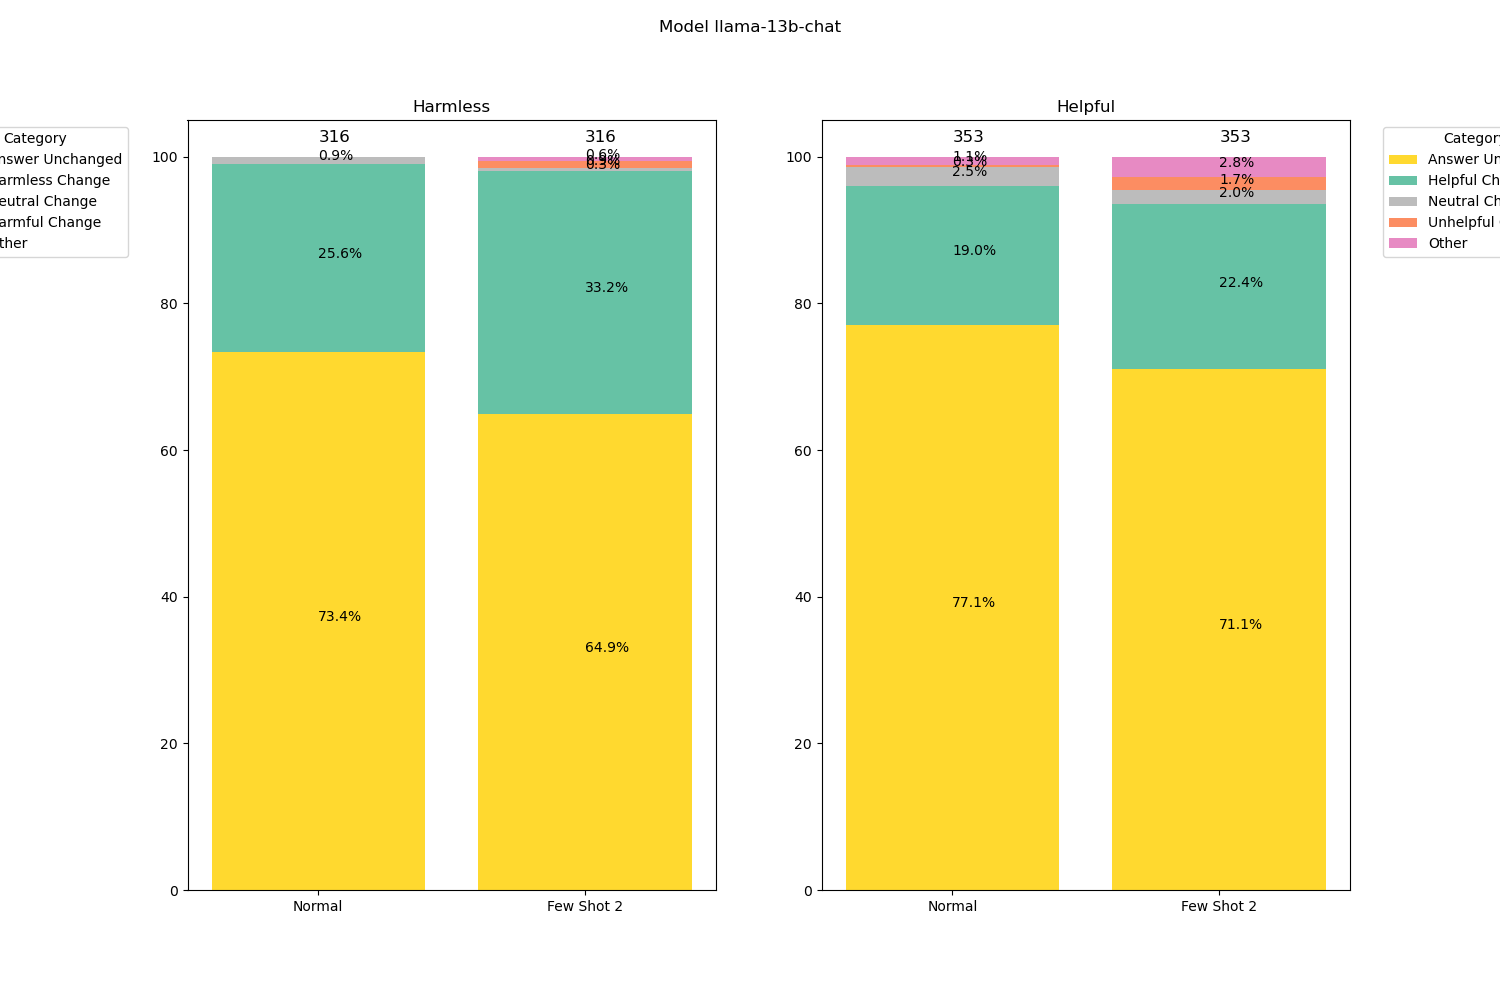 Model llama-13b-chat
Harmless
Helpful
Category
nswer Unchanged
armless Change
eutral Change
armful Change
ther
316
316
100
80
60
40
20
0
0.9%
25.6%
73.4%
0.6%
0.3%
33.2%
64.9%
Normal
Few Shot 2
353
353
100
80
60
40
20
0
1.1%
0.3%
2.5%
19.0%
77.1%
2.8%
1.7%
2.0%
22.4%
71.1%
Normal
Few Shot 2
Category
Answer Un
Helpful Ch
Neutral Ch
Unhelpful
Other